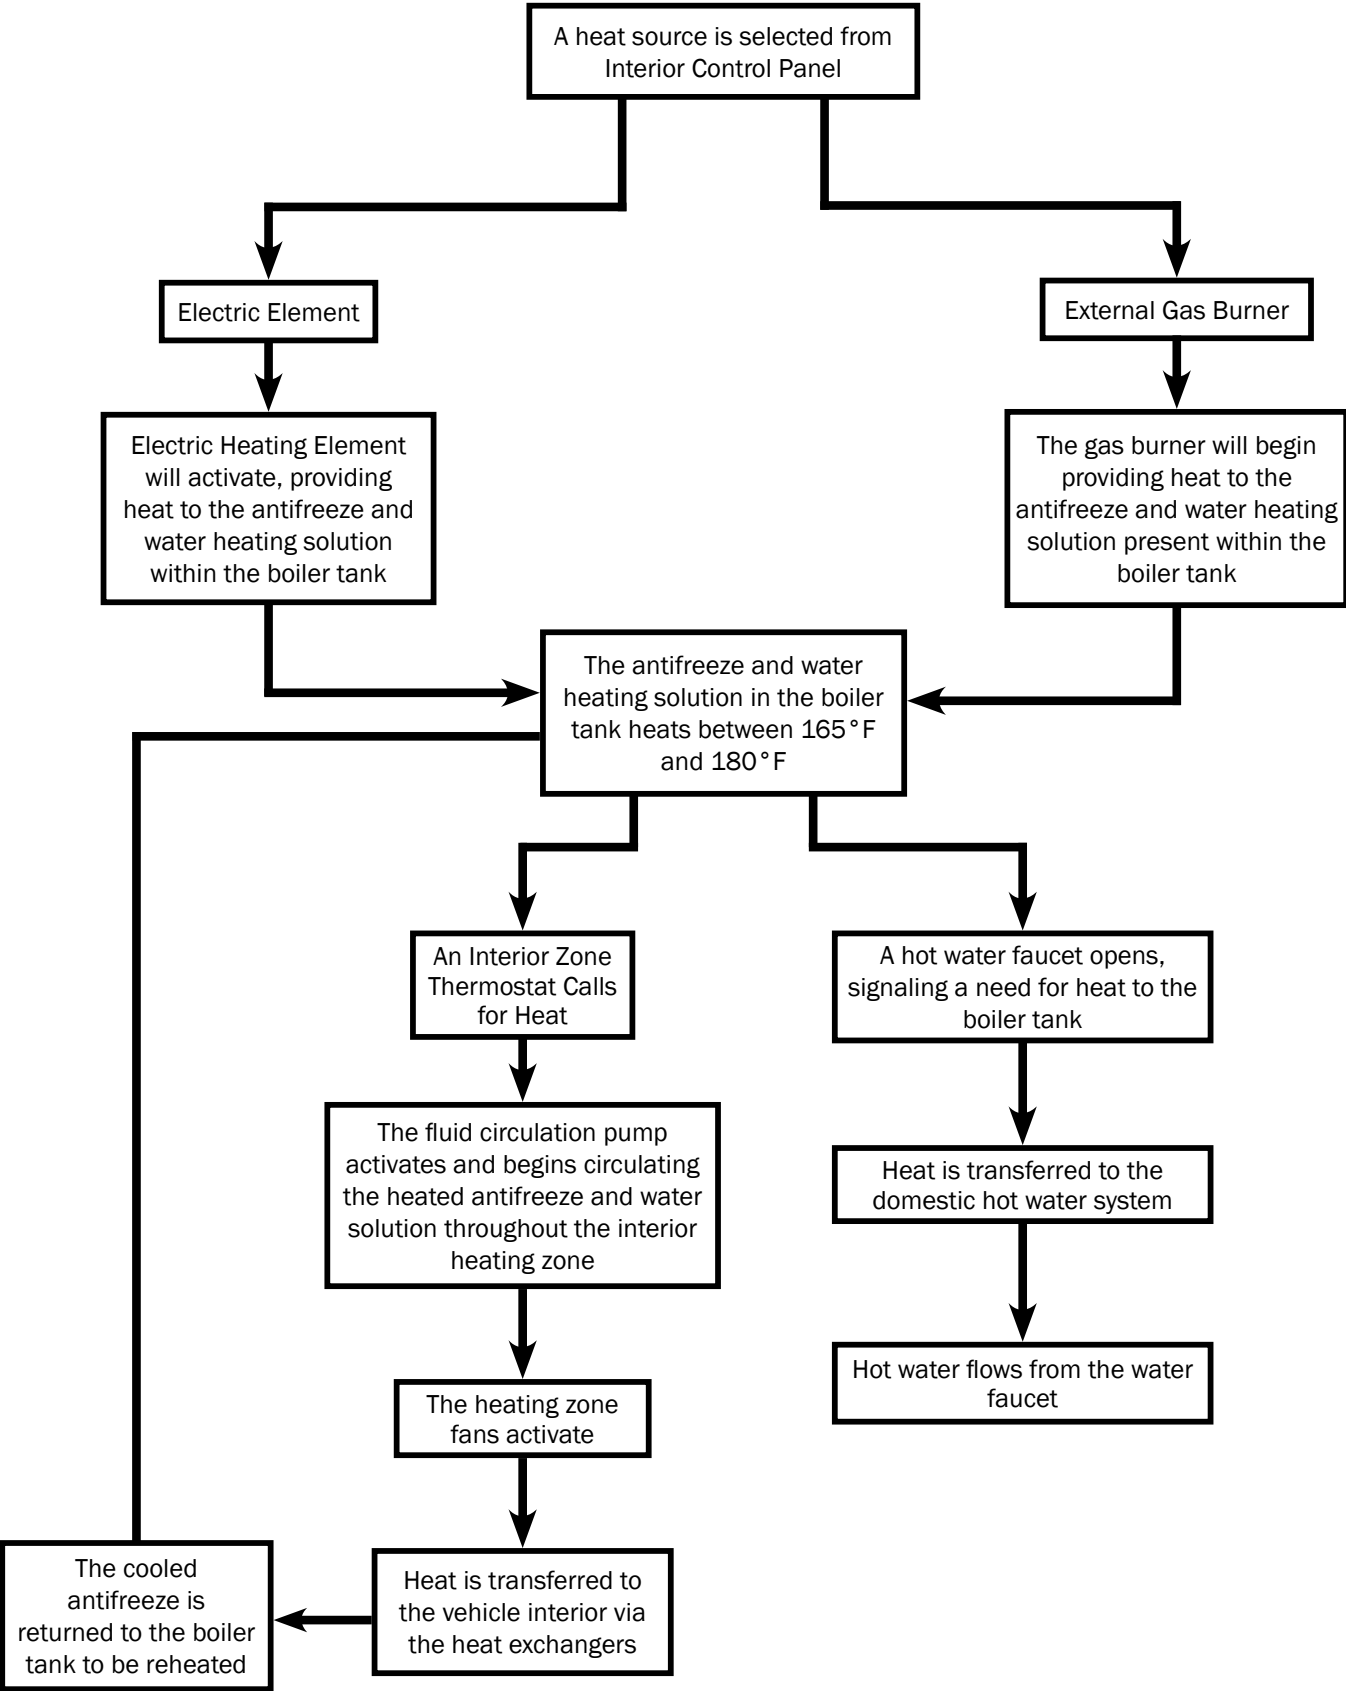 A heat source is selected from
Interior Control Panel
Electric Element
External Gas Burner
Electric Heating Element
will activate, providing
heat to the antifreeze and
water heating solution
within the boiler tank
The gas burner will begin
providing heat to the
antifreeze and water heating
solution present within the
boiler tank
The antifreeze and water
heating solution in the boiler
tank heats between 165°F
and 180°F
An Interior Zone
Thermostat Calls
for Heat
A hot water faucet opens,
signaling a need for heat to the
boiler tank
The fluid circulation pump
activates and begins circulating
the heated antifreeze and water
solution throughout the interior
heating zone
Heat is transferred to the
domestic hot water system
The heating zone
fans activate
Hot water flows from the water
faucet
The cooled
antifreeze is
returned to the boiler
tank to be reheated
Heat is transferred to
the vehicle interior via
the heat exchangers